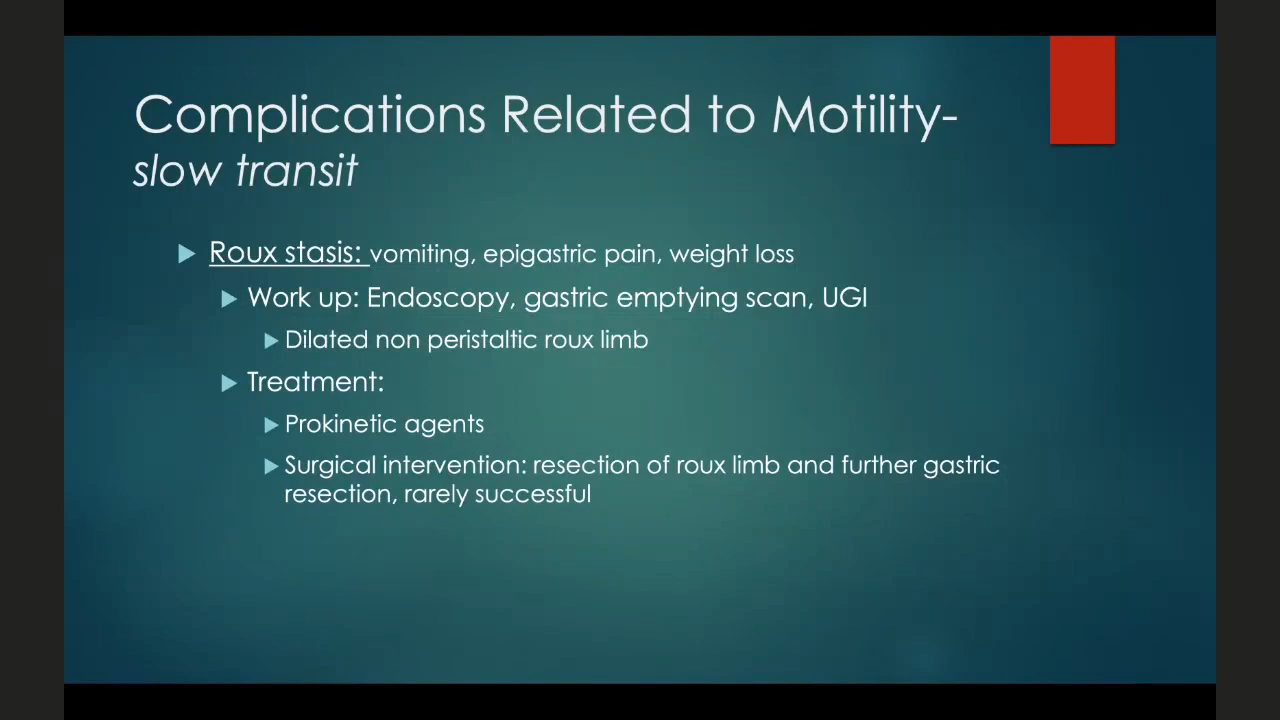 Complications Related to Motility-
slow transit
Roux stasis: vomiting, epigastric pain, weight loss
Work up: Endoscopy, gastric emptying scan, UGI
Dilated non peristaltic roux limb
Treatment:
Prokinetic agents
Surgical intervention: resection of roux limb and further gastric
resection, rarely successful